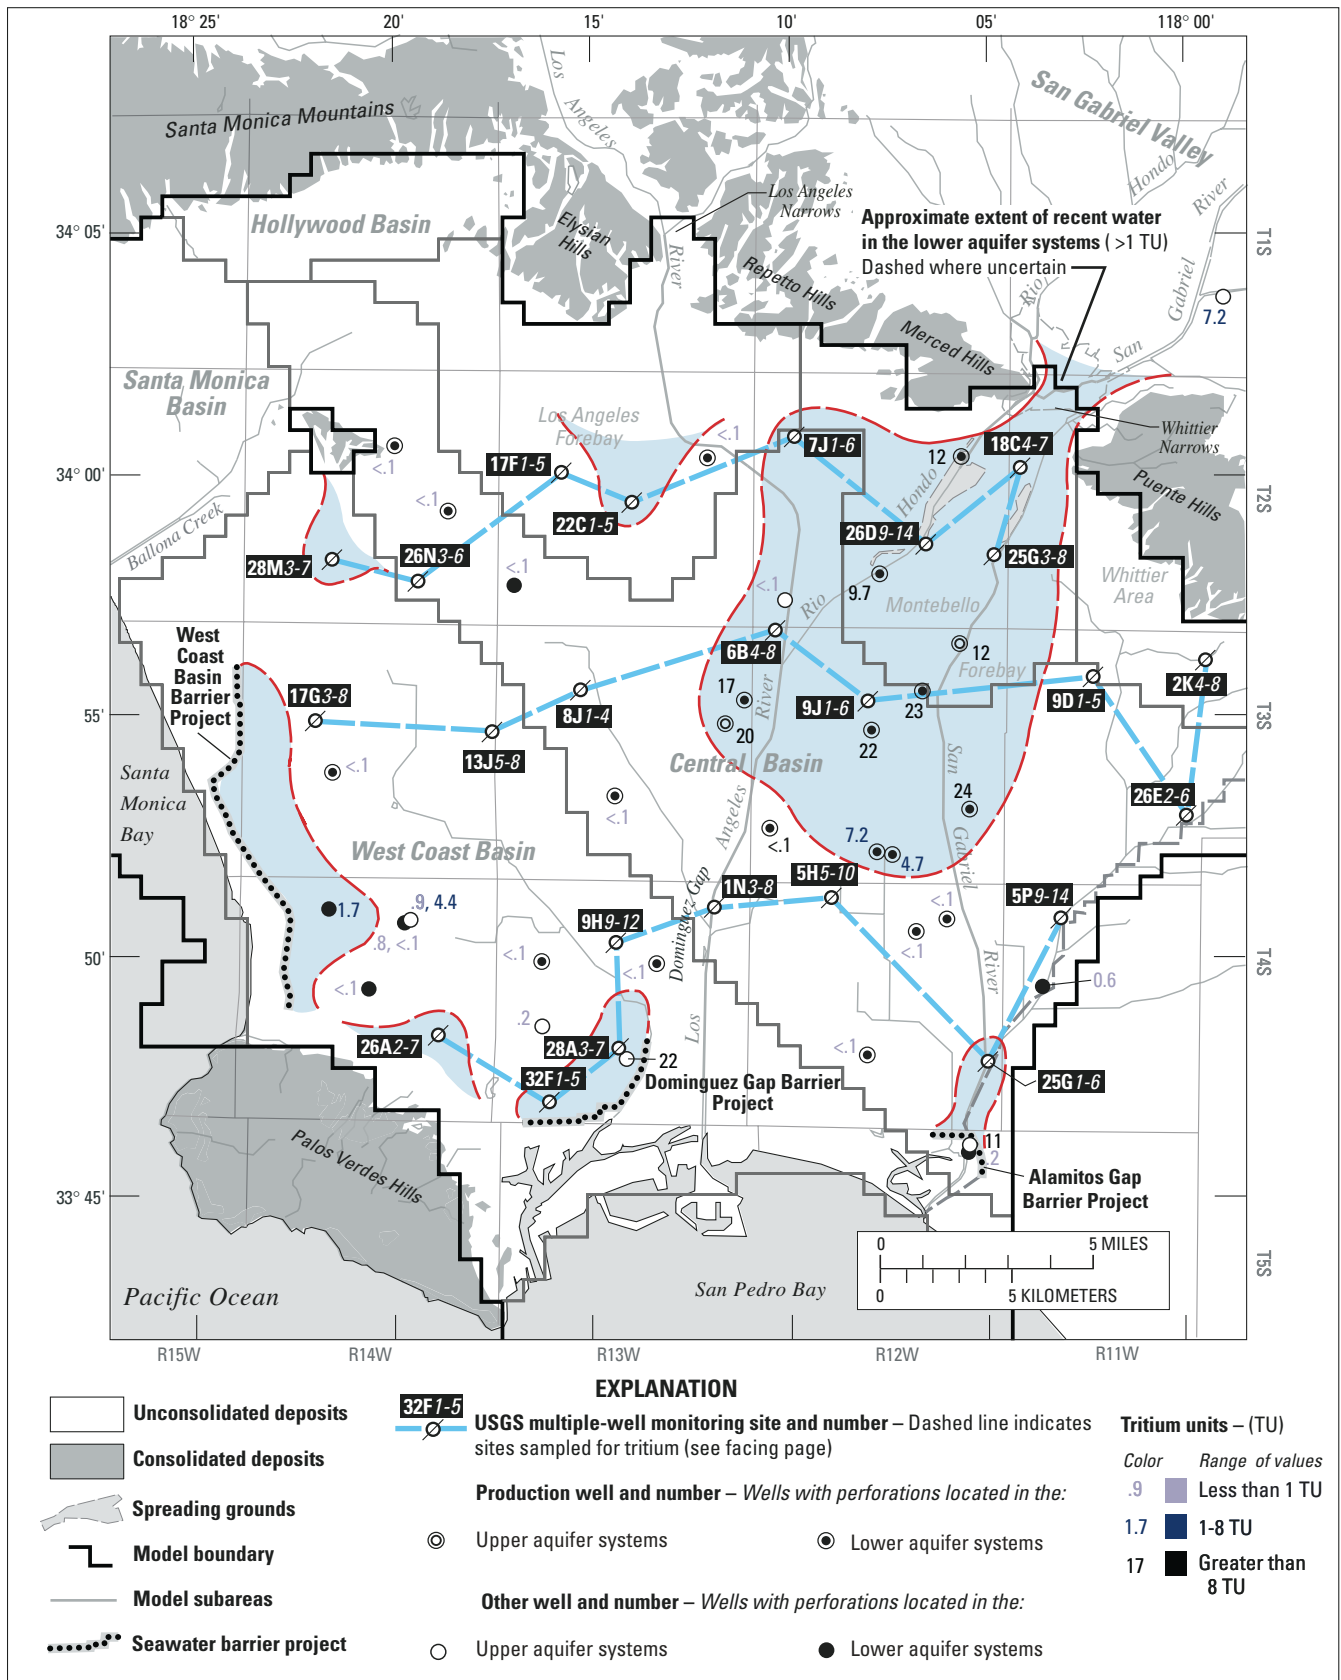 18° 25'
20'
15'
10'
05'
118° 00'
Los
Angeles
San Gabriel Valley
Santa Monica Mountains
Hondo
River
Los Angeles
Narrows
Hollywood Basin
Elysian
Hills
Approximate extent of recent water
in the lower aquifer systems ( >1 TU)
Dashed where uncertain
34° 05'
T1S
River
Repetto Hills
Rio
Gabriel
7.2
Merced Hills
San
Santa Monica
Basin
Los Angeles
Forebay
<.1
7J1-6
18C4-7
Whittier
Narrows
<.1
17F1-5
12
34° 00'
Puente Hills
T2S
<.1
22C1-5
Hondo
26D9-14
Ballona Creek
28M3-7
26N3-6
25G3-8
<.1
<.1
9.7
Whittier
Area
Rio
Montebello
West
Coast
Basin
Barrier
Project
6B4-8
12
Forebay
17G3-8
17
River
2K4-8
8J1-4
9J1-6
23
9D1-5
34° 55'
T3S
20
22
13J5-8
Central Basin
San
Santa
Monica
Bay
<.1
24
26E2-6
<.1
Angeles
Gabriel
<.1
7.2
4.7
West Coast Basin
5H5-10
1N3-8
5P9-14
Dominguez Gap
<.1
1.7
.9, 4.4
9H9-12
.8, <.1
<.1
River
33° 50'
T4S
<.1
<.1
<.1
0.6
.2
Los
26A2-7
28A3-7
<.1
22
32F1-5
Dominguez Gap Barrier
Project
25G1-6
11
.2
Palos Verdes Hills
Alamitos Gap
Barrier Project
33° 45'
0
5 MILES
0
5 KILOMETERS
T5S
Pacific Ocean
San Pedro Bay
R15W
R14W
R13W
R12W
R11W
EXPLANATION
Unconsolidated deposits
Consolidated deposits
Spreading grounds
Model boundary
Model subareas
Seawater barrier project
32F1-5
USGS multiple-well monitoring site and number – Dashed line indicates
sites sampled for tritium (see facing page)
Production well and number – Wells with perforations located in the:
Upper aquifer systems
Lower aquifer systems
Other well and number – Wells with perforations located in the:
Upper aquifer systems
Lower aquifer systems
Tritium units – (TU)
Color
Range of values
.9
Less than 1 TU
1.7
1-8 TU
17
Greater than
8 TU